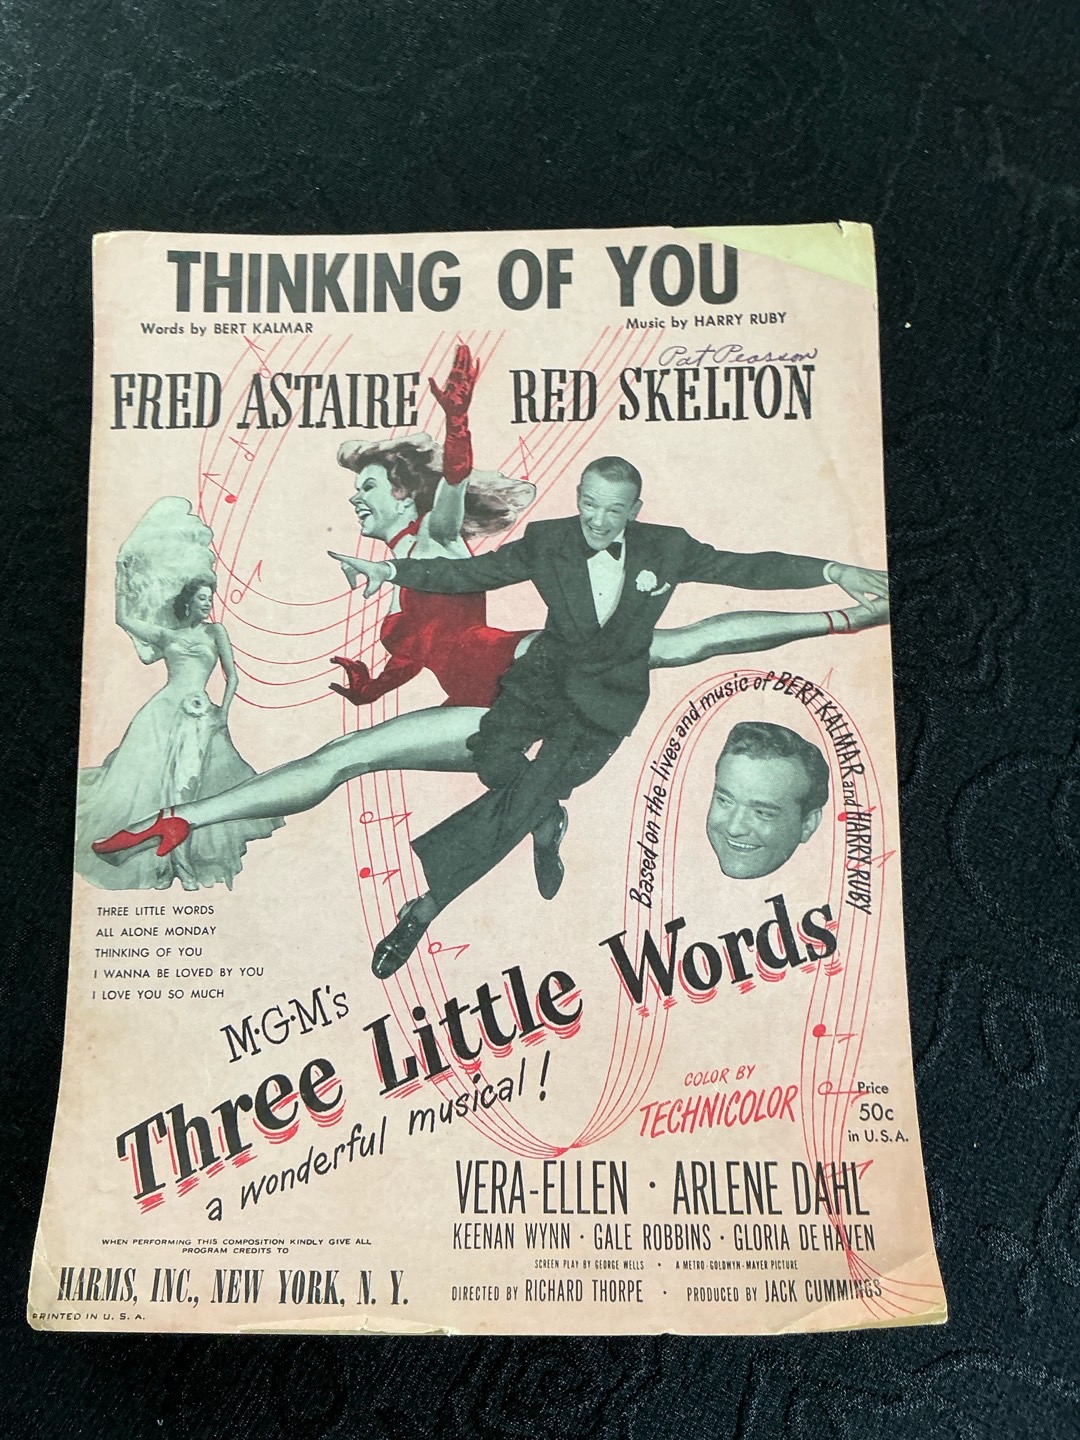 THINKING OF YOU
Words by BERT KALMAR
Music by HARRY RUBY
Pat Pearson
FRED ASTAIRE
RED SKELTON
Based on the lives and music of BERT KALMAR and HARRY RUBY
THREE LITTLE WORDS
ALL ALONE MONDAY
THINKING OF YOU
I WANNA BE LOVED BY YOU
I LOVE YOU SO MUCH
M·G·M's
Three Little Words
a wonderful musical!
COLOR BY
TECHNICOLOR
Price
50c
in U.S.A.
VERA-ELLEN · ARLENE DAHL
KEENAN WYNN · GALE ROBBINS · GLORIA DE HAVEN
SCREEN PLAY BY GEORGE WELLS • A METRO-GOLDWYN-MAYER PICTURE
DIRECTED BY RICHARD THORPE • PRODUCED BY JACK CUMMINGS
WHEN PERFORMING THIS COMPOSITION KINDLY GIVE ALL
PROGRAM CREDITS TO
HARMS, INC., NEW YORK, N. Y.
PRINTED IN U. S. A.